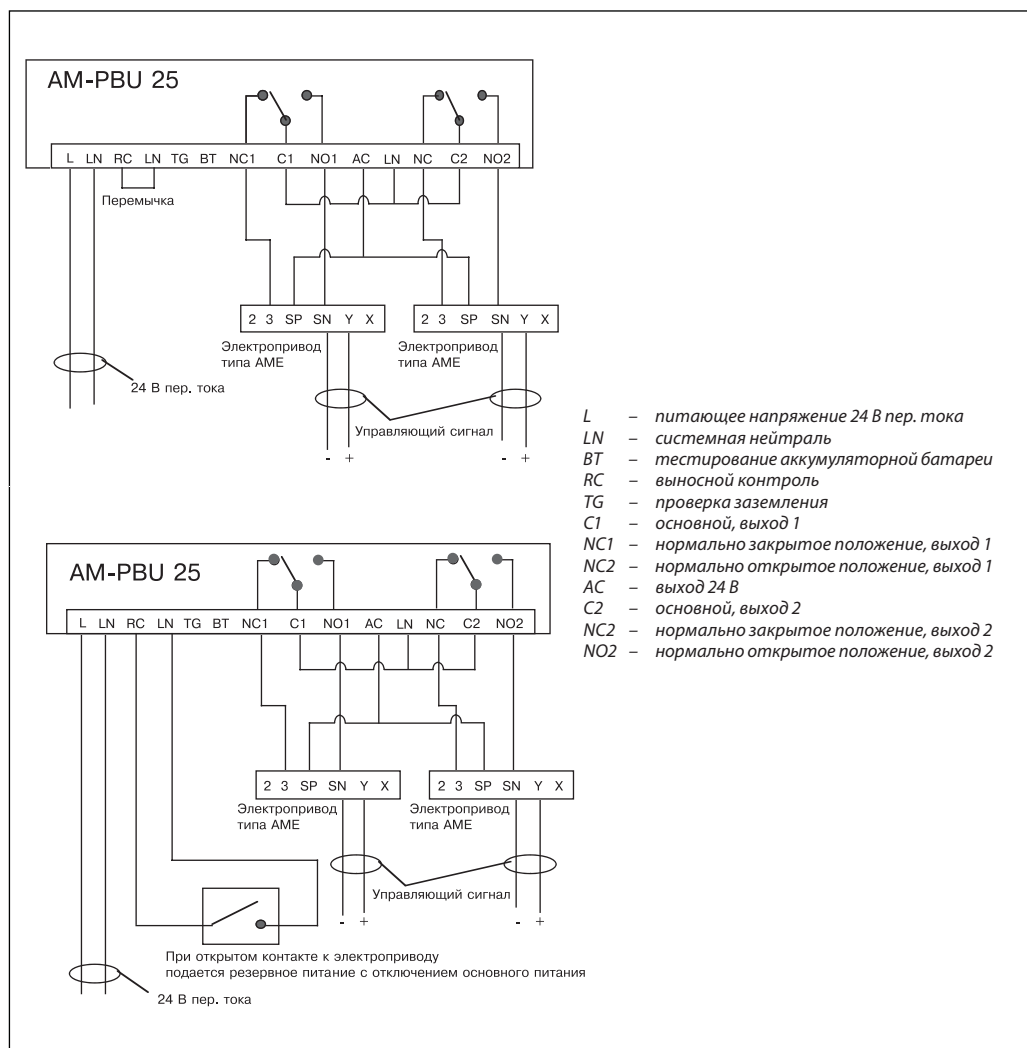 AM-PBU 25
L LN RC LN TG BT NC1 C1 NO1 AC LN NC C2 NO2
Перемычка
2 3 SP SN Y X
2 3 SP SN Y X
Электропривод
типа АМЕ
Электропривод
типа АМЕ
24 В пер. тока
Управляющий сигнал
- +
- +
L – питающее напряжение 24 В пер. тока
LN – системная нейтраль
BT – тестирование аккумуляторной батареи
RC – выносной контроль
TG – проверка заземления
C1 – основной, выход 1
NC1 – нормально закрытое положение, выход 1
NC2 – нормально открытое положение, выход 1
AC – выход 24 В
C2 – основной, выход 2
NC2 – нормально закрытое положение, выход 2
NO2 – нормально открытое положение, выход 2
AM-PBU 25
L LN RC LN TG BT NC1 C1 NO1 AC LN NC C2 NO2
2 3 SP SN Y X
2 3 SP SN Y X
Электропривод
типа АМЕ
Электропривод
типа АМЕ
Управляющий сигнал
- +
- +
При открытом контакте к электроприводу
подается резервное питание с отключением основного питания
24 В пер. тока